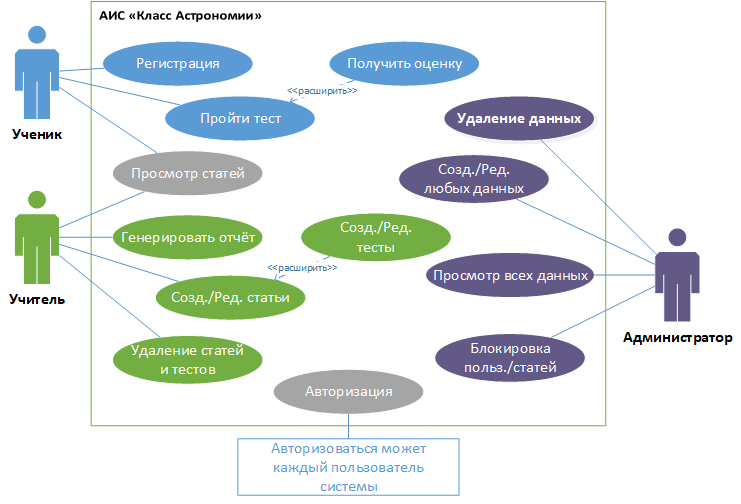 АИС «Класс Астрономии»
Регистрация
Получить оценку
<<расширить>>
Пройти тест
Ученик
Удаление данных
Просмотр статей
Созд./Ред.
любых данных
Генерировать отчёт
Созд./Ред.
тесты
<<расширить>>
Созд./Ред. статьи
Учитель
Просмотр всех данных
Администратор
Удаление статей
и тестов
Блокировка
польз./статей
Авторизация
Авторизоваться может
каждый пользователь
системы